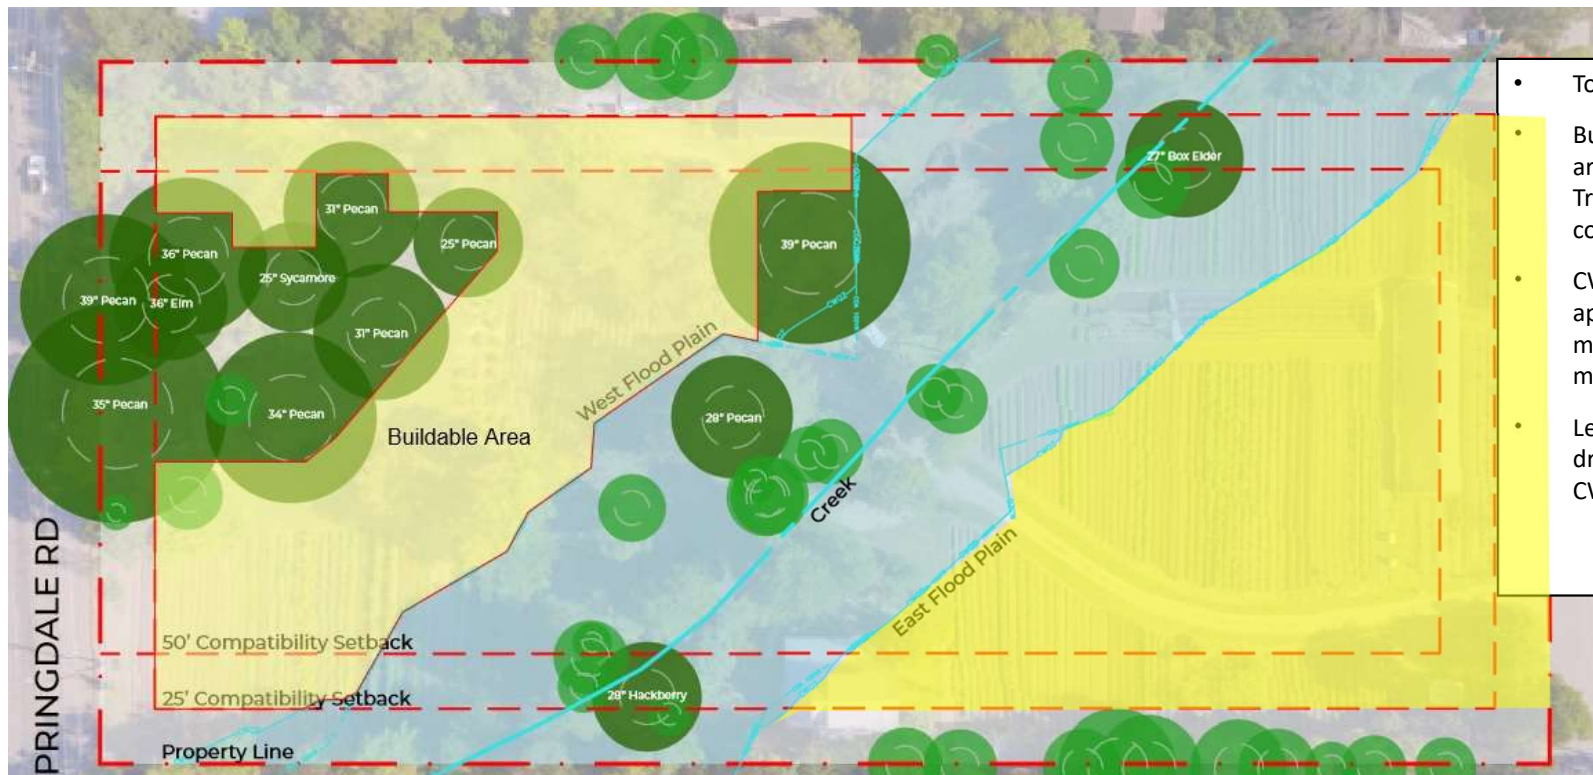 31" Pecan
36" Pecan
25" Pecan
25" Sycamore
39" Pecan
36" Elm
31" Pecan
35" Pecan
34" Pecan
39" Pecan
27" Box Elder
28" Pecan
28" Hackberry
West Flood Plain
Buildable Area
Creek
East Flood Plain
50' Compatibility Setback
25' Compatibility Setback
Property Line
PRINGDALE RD
• To
• Bu
ar
Tr
co
• CW
ap
m
m
• Le
dr
CW